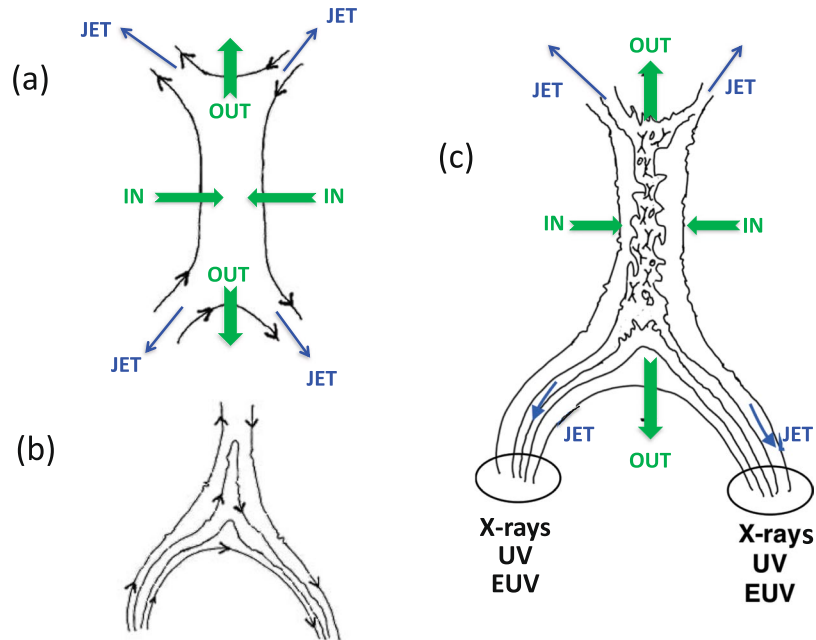 (a)
JET
JET
OUT
IN
IN
OUT
JET
JET
(b)
(c)
OUT
JET
JET
IN
IN
JET
JET
OUT
X-rays
UV
EUV
X-rays
UV
EUV